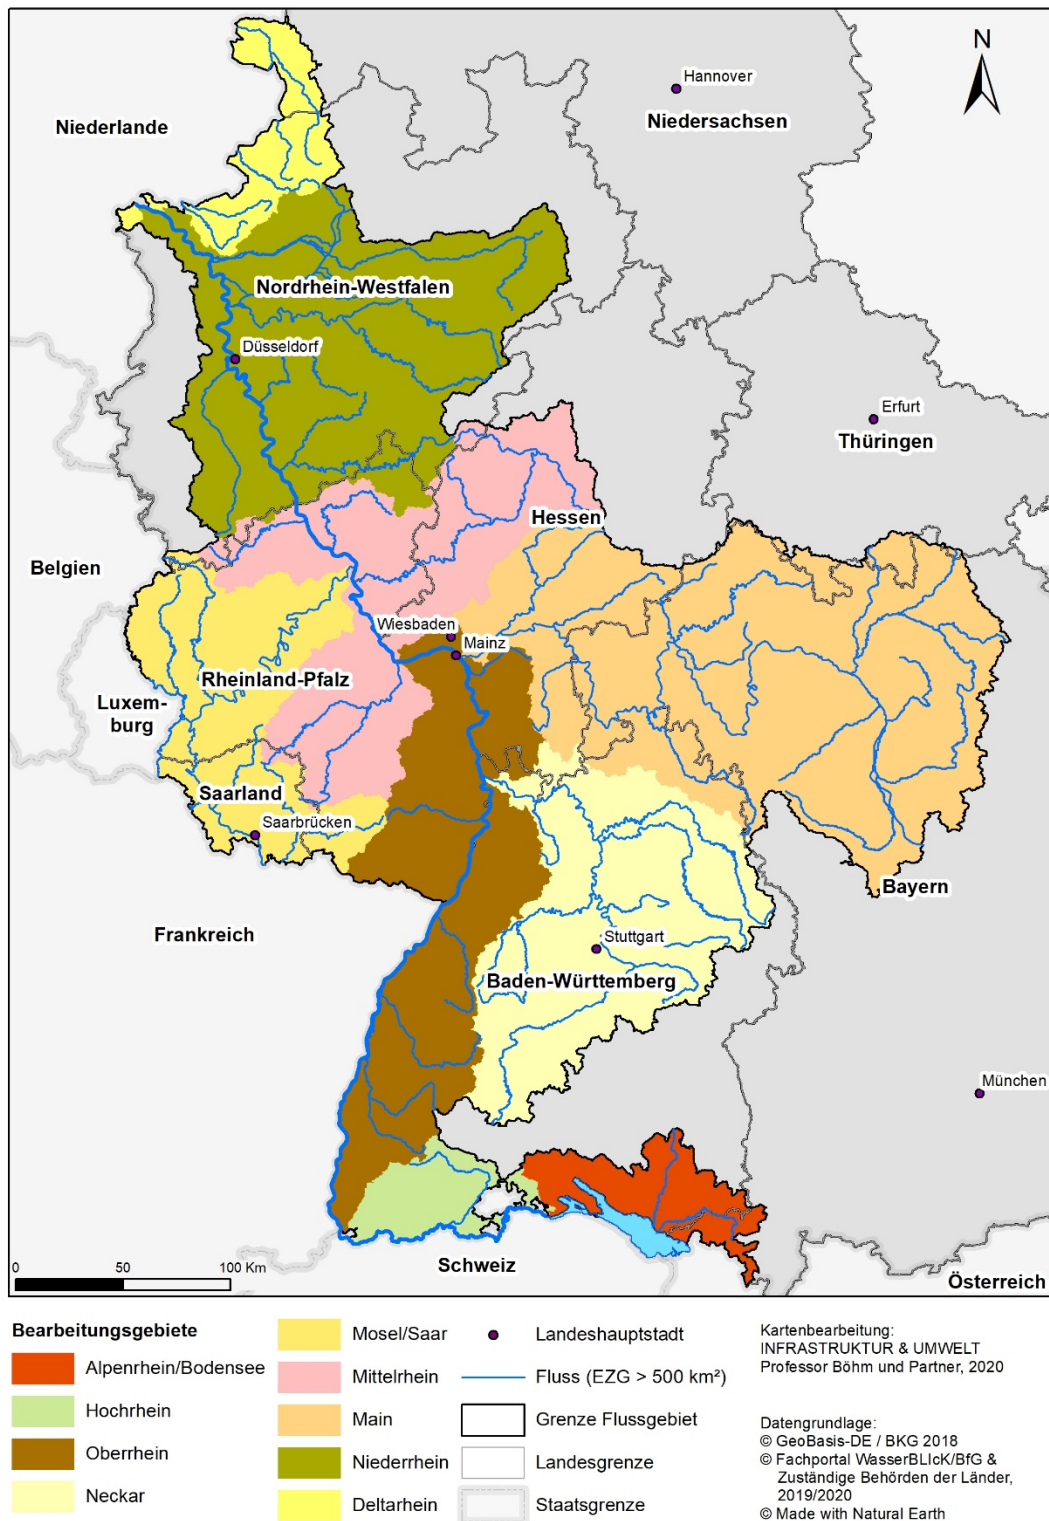 N
Hannover
Niedersachsen
Niederlande
Nordrhein-Westfalen
Düsseldorf
Erfurt
Thüringen
Hessen
Belgien
Wiesbaden
Mainz
Rheinland-Pfalz
Luxem-
burg
Saarland
Saarbrücken
Bayern
Frankreich
Stuttgart
Baden-Württemberg
München
Schweiz
Österreich
0 50 100 Km
Bearbeitungsgebiete
Alpenrhein/Bodensee
Hochrhein
Oberrhein
Neckar
Mosel/Saar
Mittelrhein
Main
Niederrhein
Deltarhein
Landeshauptstadt
Fluss (EZG > 500 km²)
Grenze Flussgebiet
Landesgrenze
Staatsgrenze
Kartenbearbeitung:
INFRASTRUKTUR & UMWELT
Professor Böhm und Partner, 2020
Datengrundlage:
© GeoBasis-DE / BKG 2018
© Fachportal WasserBLIcK/BfG &
Zuständige Behörden der Länder,
2019/2020
© Made with Natural Earth